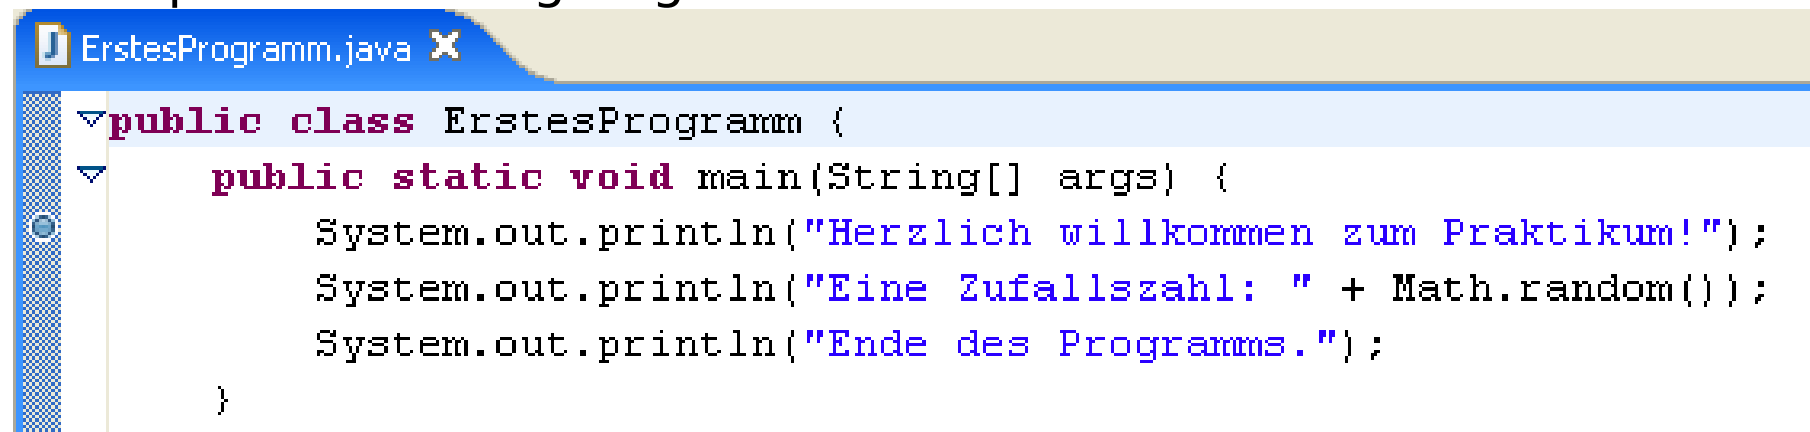 ErstesProgramm.java
public class ErstesProgramm {
public static void main(String[] args) {
System.out.println("Herzlich willkommen zum Praktikum!");
System.out.println("Eine Zufallszahl: " + Math.random());
System.out.println("Ende des Programms.");
}